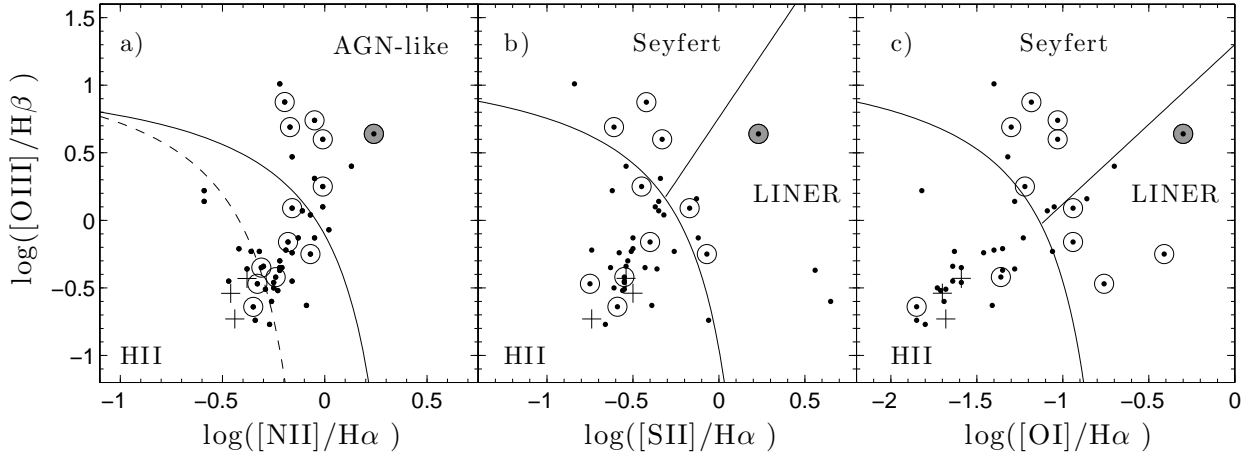 a) AGN-like
b) Seyfert
c) Seyfert
LINER
LINER
HII
HII
HII
1.5
1
0.5
0
−0.5
−1
log([OIII]/Hβ )
−1 −0.5 0 0.5
−1 −0.5 0 0.5
−2 −1.5 −1 −0.5 0
log([NII]/Hα )
log([SII]/Hα )
log([OI]/Hα )